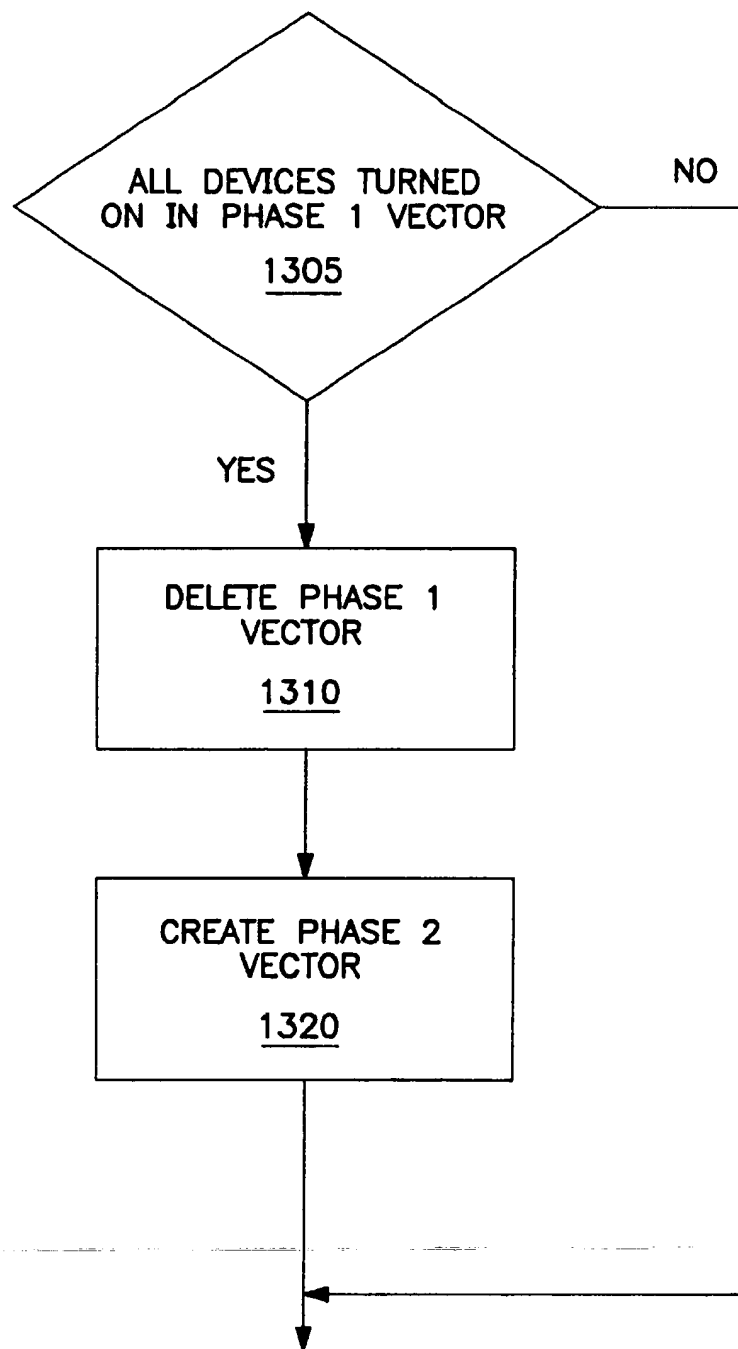 ALL DEVICES TURNED
ON IN PHASE 1 VECTOR
1305
NO
YES
DELETE PHASE 1
VECTOR
1310
CREATE PHASE 2
VECTOR
1320